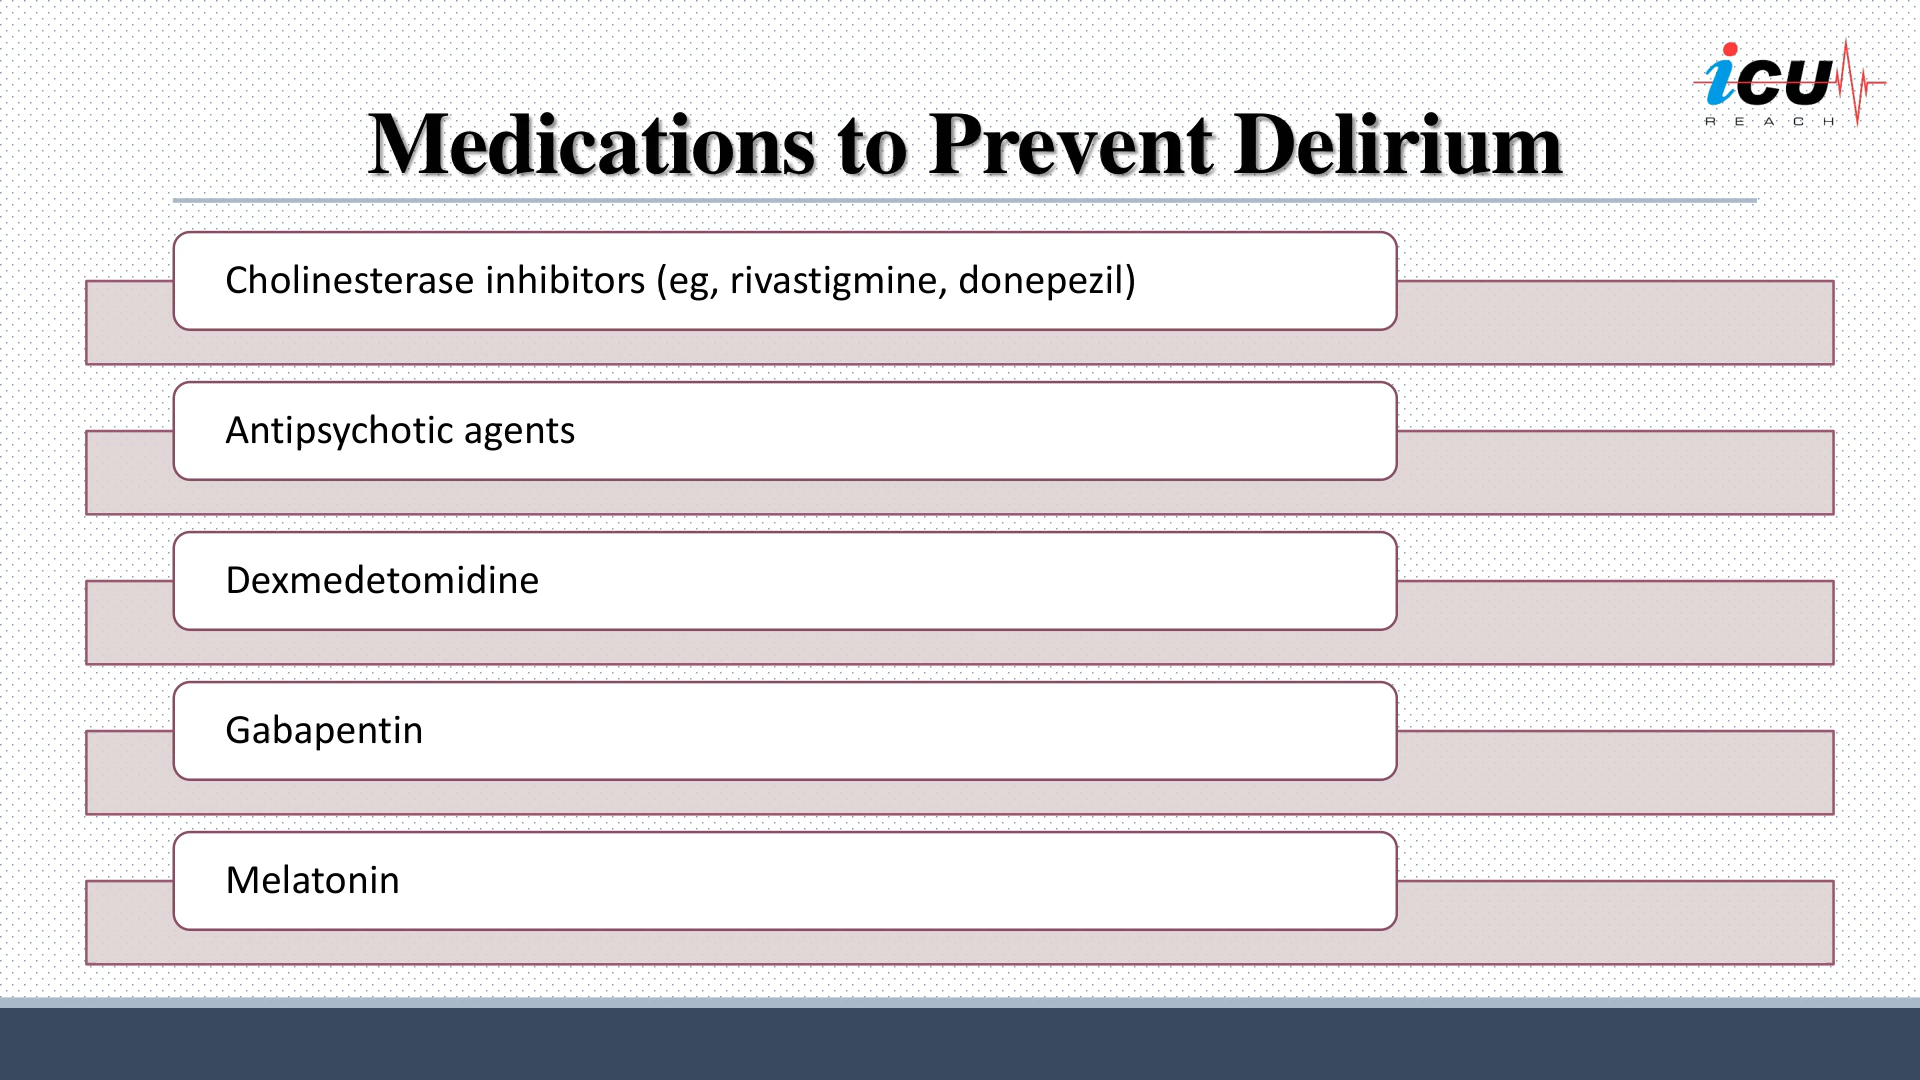 icu
REACH
Medications to Prevent Delirium
Cholinesterase inhibitors (eg, rivastigmine, donepezil)
Antipsychotic agents
Dexmedetomidine
Gabapentin
Melatonin